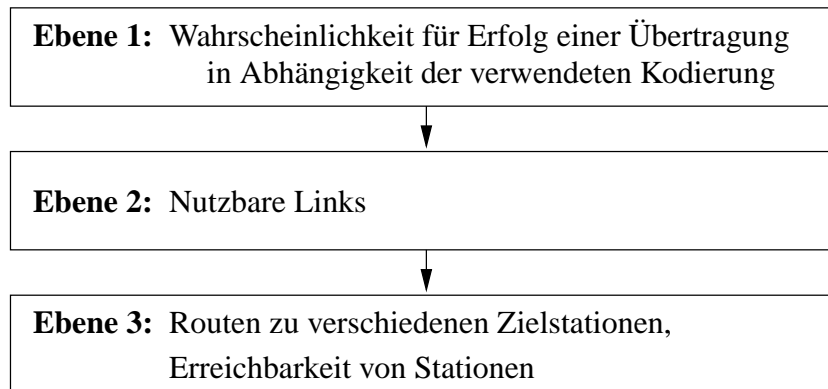 Ebene 1: Wahrscheinlichkeit für Erfolg einer Übertragung
in Abhängigkeit der verwendeten Kodierung
Ebene 2: Nutzbare Links
Ebene 3: Routen zu verschiedenen Zielstationen,
Erreichbarkeit von Stationen